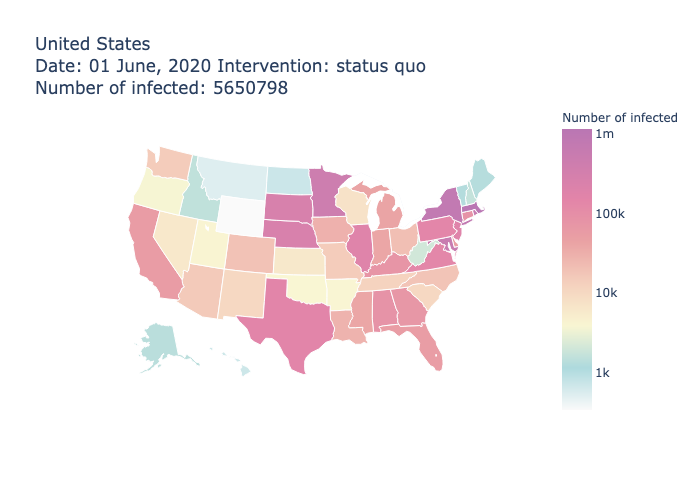 United States
Date: 01 June, 2020 Intervention: status quo
Number of infected: 5650798
Number of infected
1m
100k
10k
1k